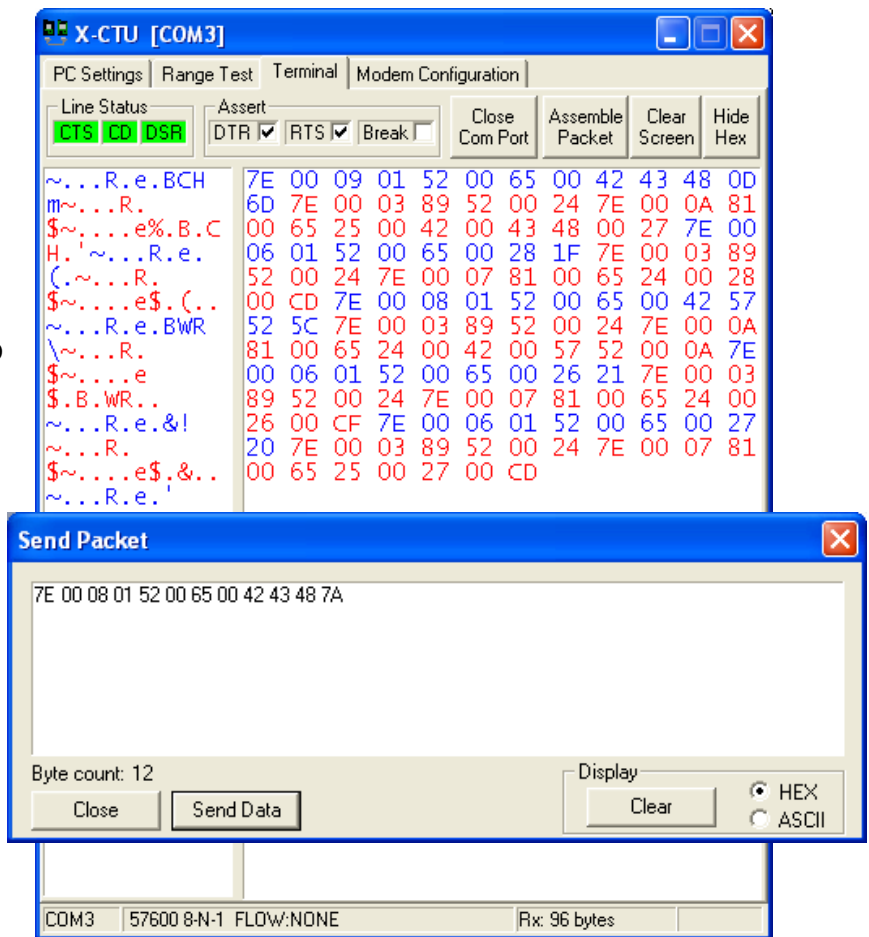 X-CTU [COM3]
PC Settings Range Test Terminal Modem Configuration
Line Status Assert
CTS CD DSR DTR RTS Break Close Com Port Assemble Packet Clear Screen Hide Hex
~...R.e.BCH 7E 00 09 01 52 00 65 00 42 43 48 0D
m~...R. 6D 7E 00 03 89 52 00 24 7E 00 0A 81
$~....e%.B.C 00 65 25 00 42 00 43 48 00 27 7E 00
H.'~...R.e. 06 01 52 00 65 00 28 1F 7E 00 03 89
(.~...R. 52 00 24 7E 00 07 81 00 65 24 00 28
$~....e$.(.. 00 CD 7E 00 08 01 52 00 65 00 42 57
~...R.e.BWR 52 5C 7E 00 03 89 52 00 24 7E 00 0A
\~...R. 81 00 65 24 00 42 00 57 52 00 0A 7E
$~....e 00 06 01 52 00 65 00 26 21 7E 00 03
$.B.WR.. 89 52 00 24 7E 00 07 81 00 65 24 00
~...R.e.&! 26 00 CF 7E 00 06 01 52 00 65 00 27
~...R. 20 7E 00 03 89 52 00 24 7E 00 07 81
$~....e$.&.. 00 65 25 00 27 00 CD
~...R.e.'
Send Packet
7E 00 08 01 52 00 65 00 42 43 48 7A
Byte count: 12
Display
Close Send Data Clear HEX
ASCII
COM3 57600 8-N-1 FLOW:NONE Rx: 96 bytes